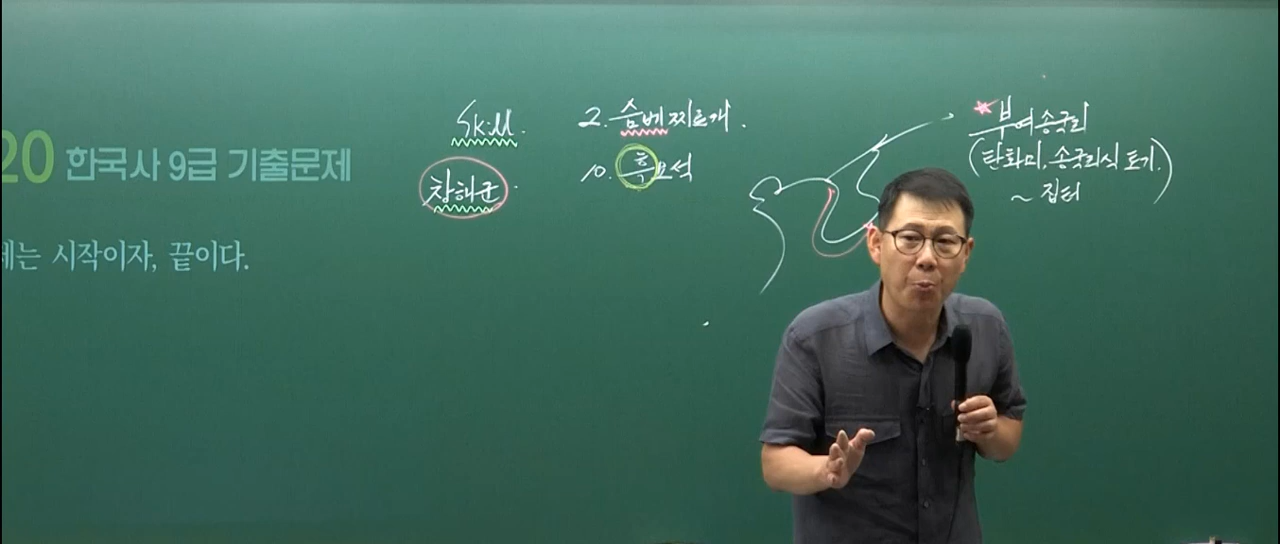 20 한국사 9급 기출문제
제는 시작이자, 끝이다.
Skill.
창해군.
2. 슴베찌르개.
10. 흑요석
★부여송국리
(탄화미, 송국리식 토기.)
~ 집터